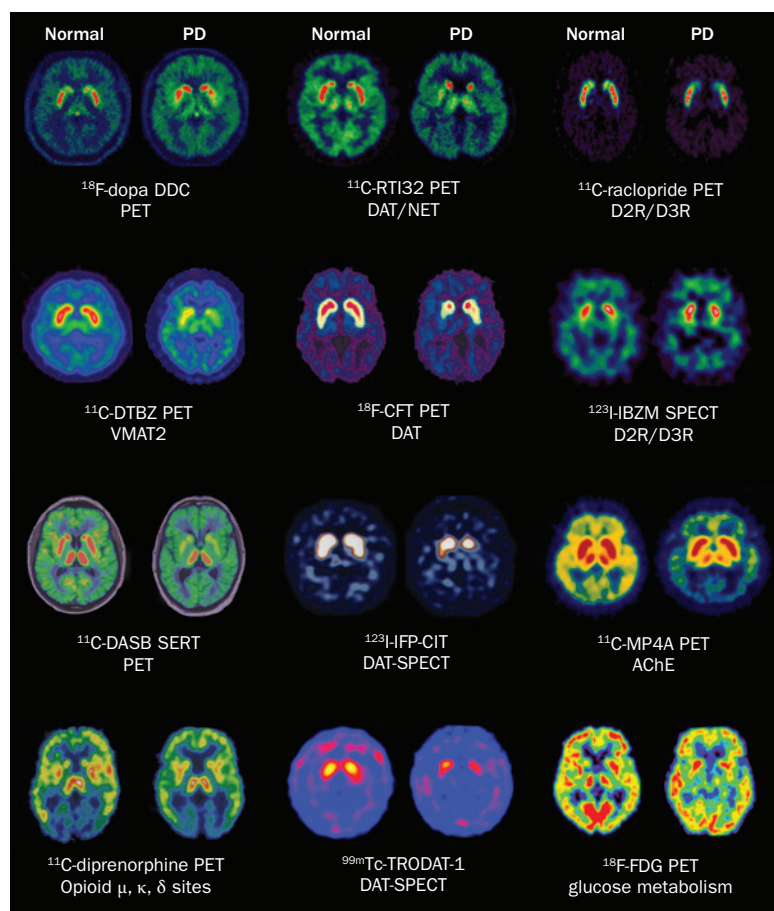 Normal PD Normal PD Normal PD
¹⁸F-dopa DDC
PET
¹¹C-RTI32 PET
DAT/NET
¹¹C-raclopride PET
D2R/D3R
¹¹C-DTBZ PET
VMAT2
¹⁸F-CFT PET
DAT
¹²³I-IBZM SPECT
D2R/D3R
¹¹C-DASB SERT
PET
¹²³I-IFP-CIT
DAT-SPECT
¹¹C-MP4A PET
AChE
¹¹C-diprenorphine PET
Opioid μ, κ, δ sites
⁹⁹ᵐTc-TRODAT-1
DAT-SPECT
¹⁸F-FDG PET
glucose metabolism